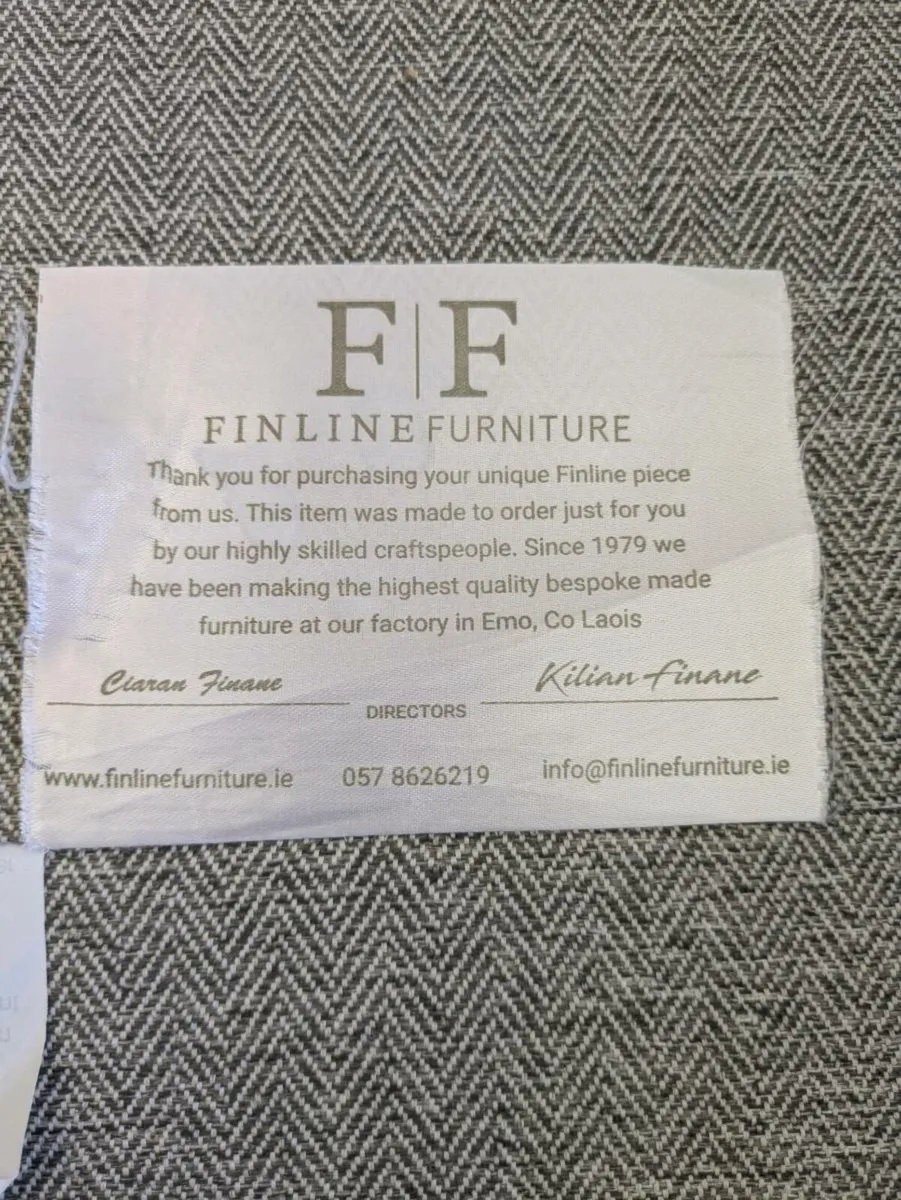 F|F
FINLINE FURNITURE
Thank you for purchasing your unique Finline piece
from us. This item was made to order just for you
by our highly skilled craftspeople. Since 1979 we
have been making the highest quality bespoke made
furniture at our factory in Emo, Co Laois
Ciaran Finane Kilian Finane
DIRECTORS
www.finlinefurniture.ie 057 8626219 info@finlinefurniture.ie